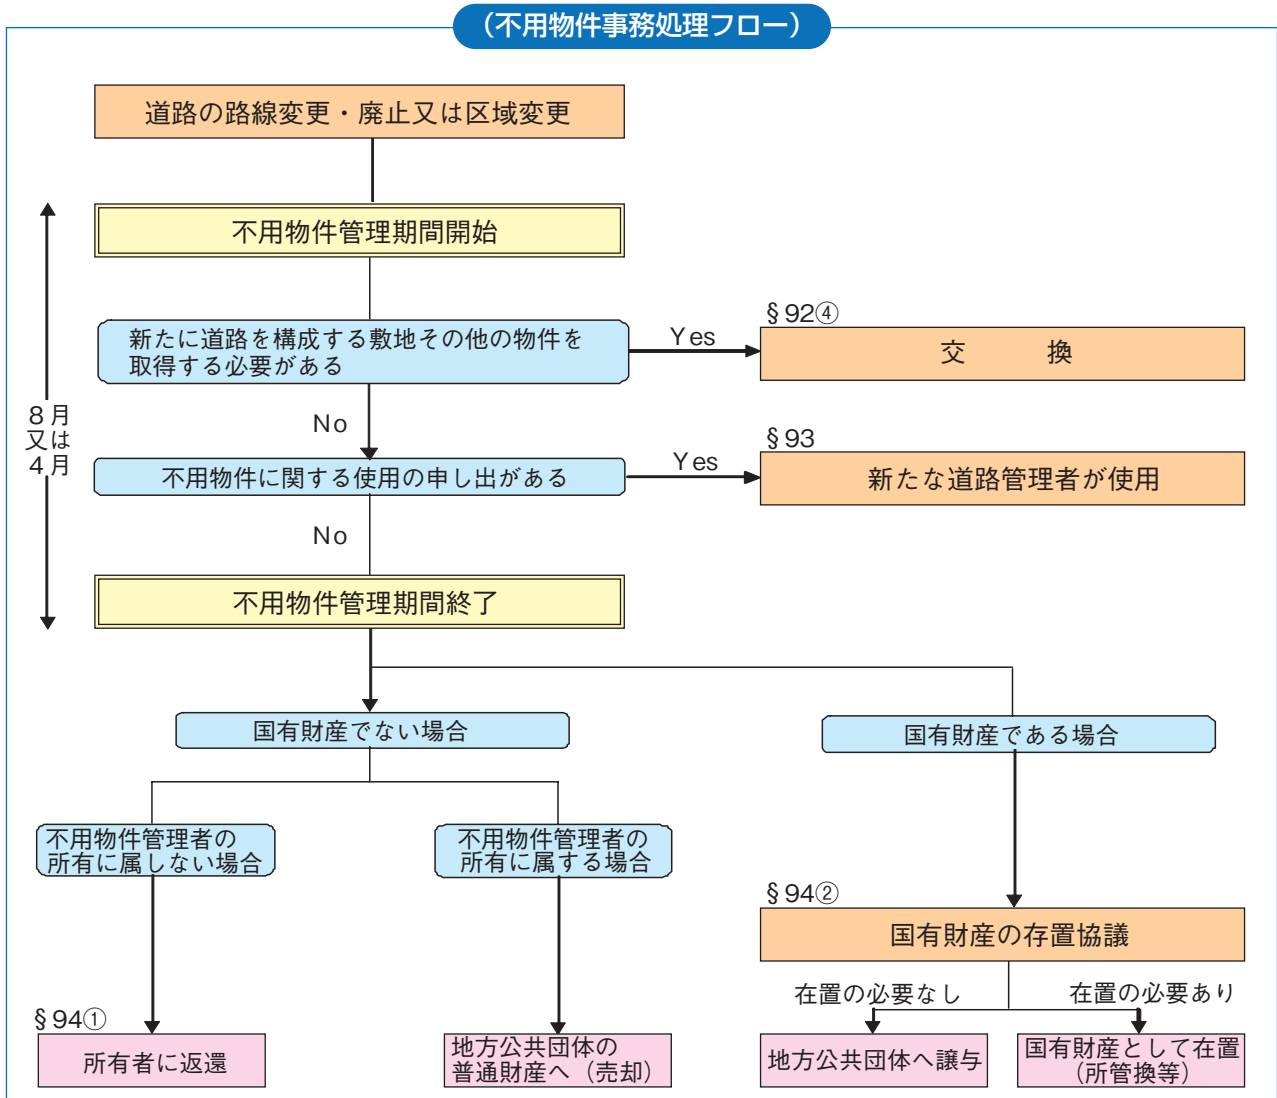 （不用物件事務処理フロー）
道路の路線変更・廃止又は区域変更
不用物件管理期間開始
新たに道路を構成する敷地その他の物件を
取得する必要がある
Yes
§92④
交　換
No
8月
又は
4月
不用物件に関する使用の申し出がある
Yes
§93
新たな道路管理者が使用
No
不用物件管理期間終了
国有財産でない場合
国有財産である場合
不用物件管理者の
所有に属しない場合
不用物件管理者の
所有に属する場合
§94②
国有財産の存置協議
在置の必要なし
在置の必要あり
§94①
所有者に返還
地方公共団体の
普通財産へ（売却）
地方公共団体へ譲与
国有財産として在置
（所管換等）